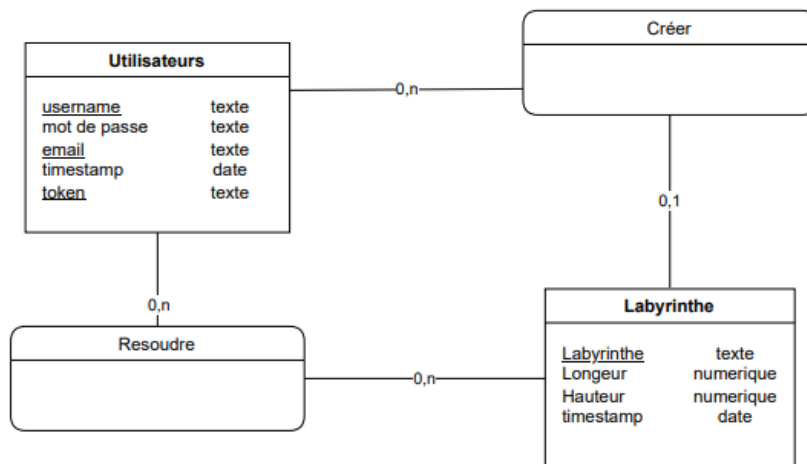 Créer
Utilisateurs
username texte
mot de passe texte
email texte
timestamp date
token texte
0,n
0,1
0,n
Resoudre
0,n
Labyrinthe
Labyrinthe texte
Longeur numerique
Hauteur numerique
timestamp date